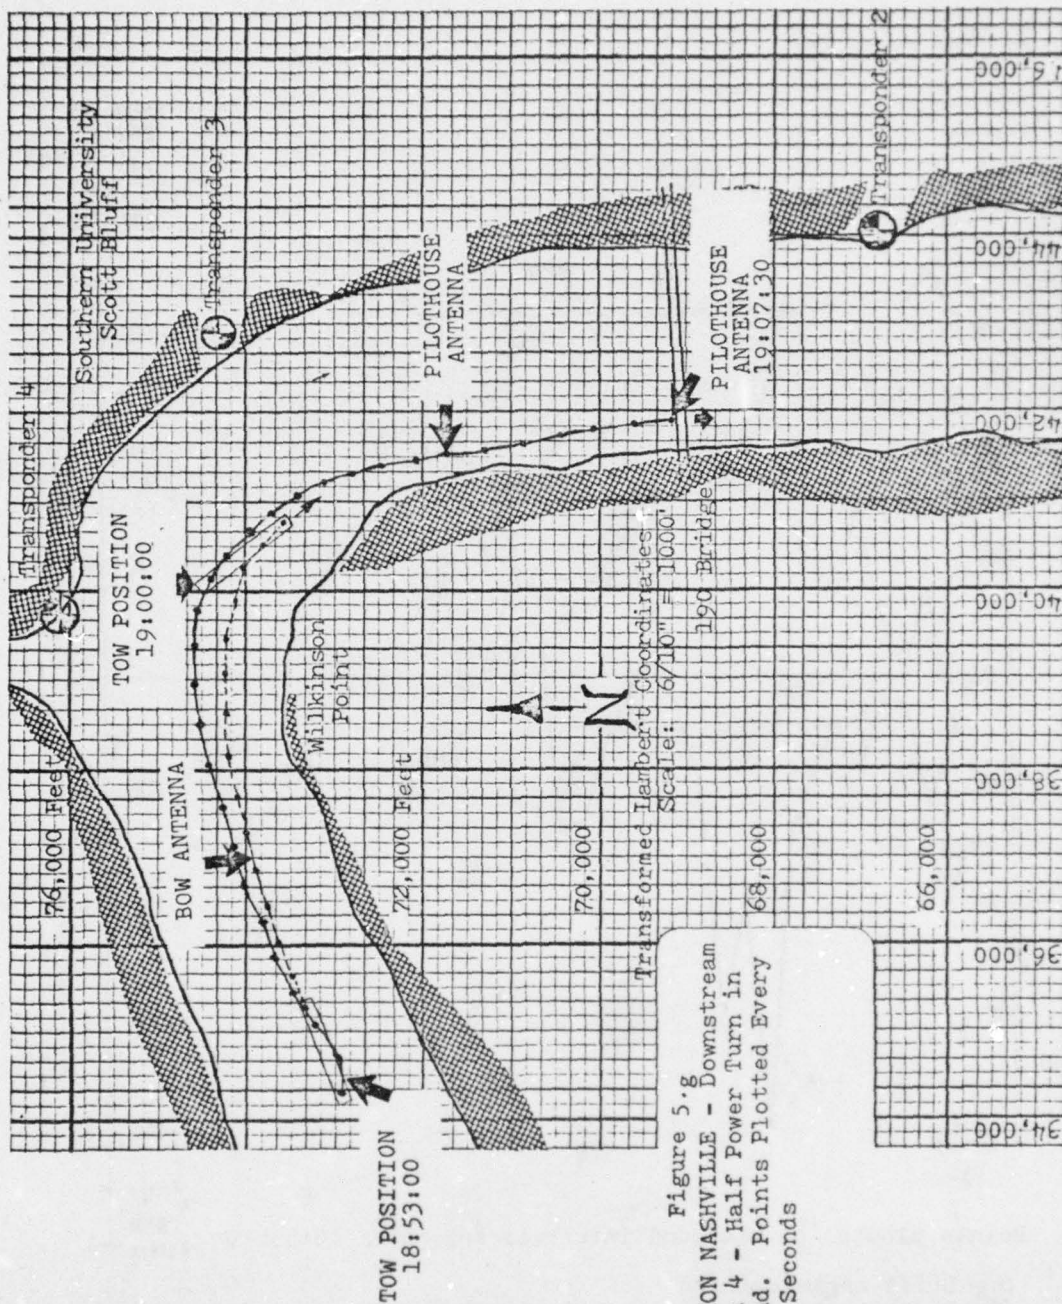 Transponder 4
Southern University
Scott Bluff
Transponder 3
Transponder 2
76,000 Feet
TOW POSITION
19:00:00
PILOTHOUSE
ANTENNA
PILOTHOUSE
ANTENNA
19:07:30
BOW ANTENNA
Wilkinson
Point
72,000 Feet
70,000
68,000
66,000
N
Transformed Lambert Coordinates
Scale: 6/10" = 1000'
190 Bridge
44,000
42,000
40,000
38,000
36,000
34,000
TOW POSITION
18:53:00
Figure 5.g
ON NASHVILLE - Downstream
4 - Half Power Turn in
d. Points Plotted Every
Seconds